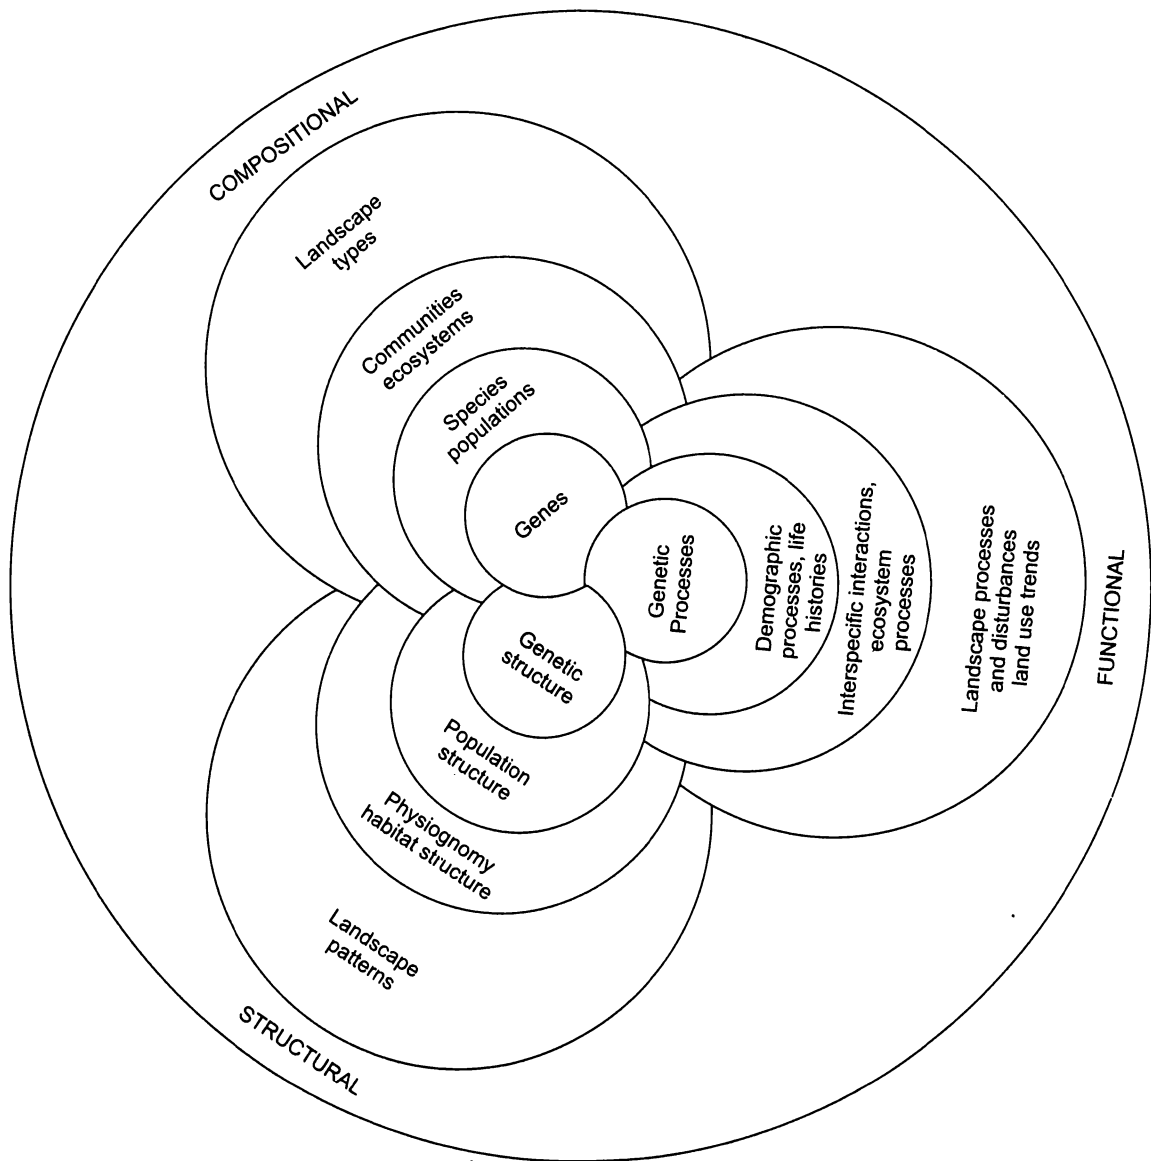 COMPOSITIONAL
Landscape
types
Communities
ecosystems
Species
populations
Genes
Genetic
Processes
Demographic
processes, life
histories
Interspecific interactions,
ecosystem
processes
Landscape processes
and disturbances
land use trends
FUNCTIONAL
Genetic
structure
Population
structure
Physiognomy
habitat structure
Landscape
patterns
STRUCTURAL